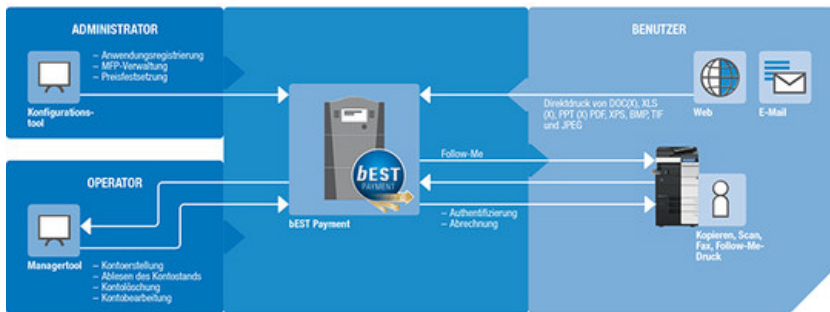 ADMINISTRATOR
– Anwendungsregistrierung
– MFP-Verwaltung
– Preisfestsetzung
Konfigurations-
tool
OPERATOR
Managertool
– Kontoerstellung
– Ablesen des Kontostands
– Kontolöschung
– Kontobearbeitung
bEST
PAYMENT
bEST Payment
BENUTZER
Direktdruck von DOC(X), XLS
(X), PPT (X) PDF, XPS, BMP, TIF
und JPEG
Web
E-Mail
Follow-Me
– Authentifizierung
– Abrechnung
Kopieren, Scan,
Fax, Follow-Me-
Druck